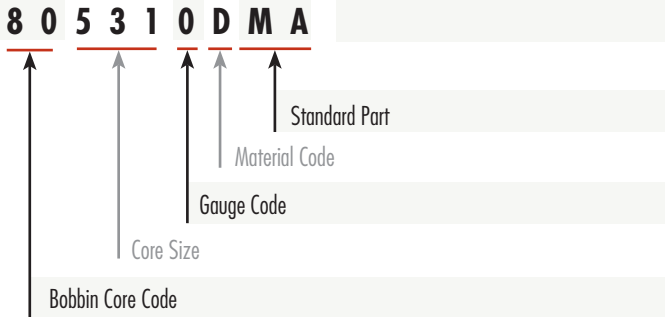 8 0 5 3 1 0 D M A
Standard Part
Material Code
Gauge Code
Core Size
Bobbin Core Code